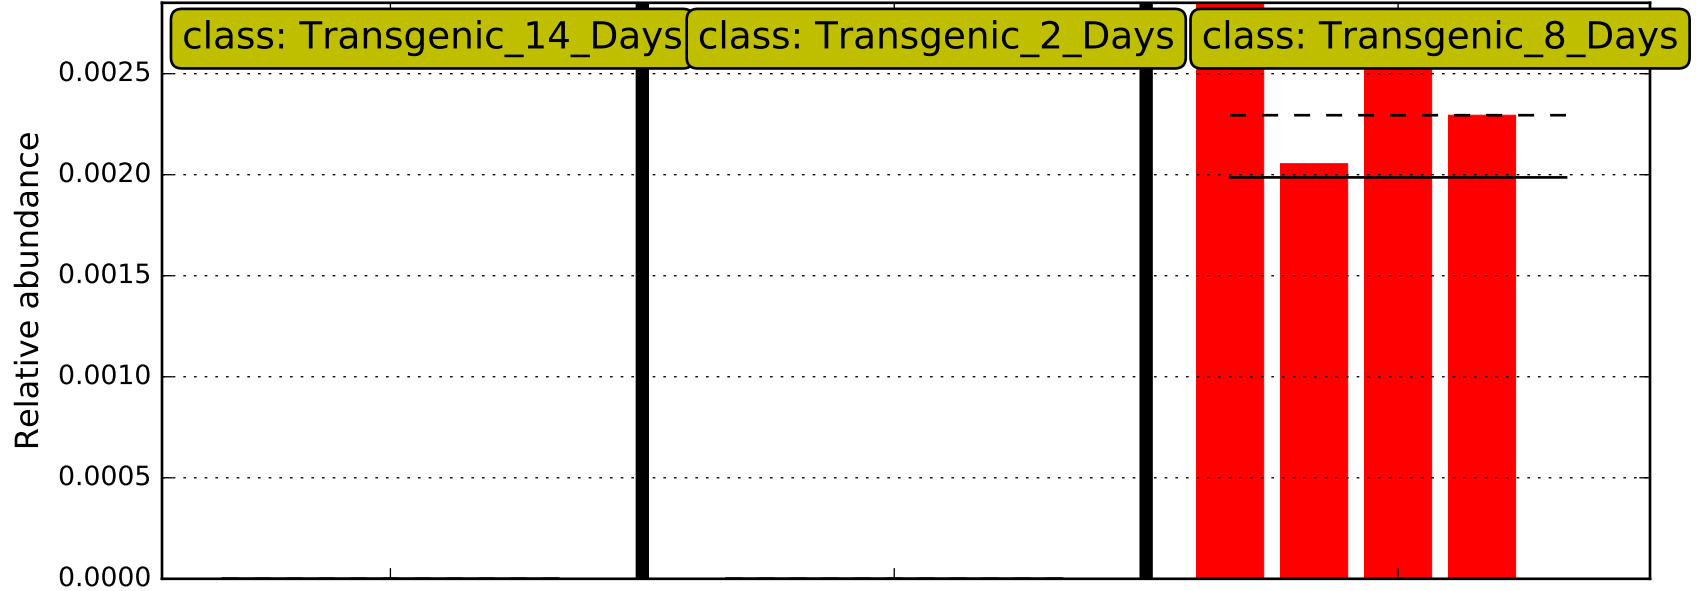 class: Transgenic_14_Days
class: Transgenic_2_Days
class: Transgenic_8_Days
Relative abundance
0.0025
0.0020
0.0015
0.0010
0.0005
0.0000